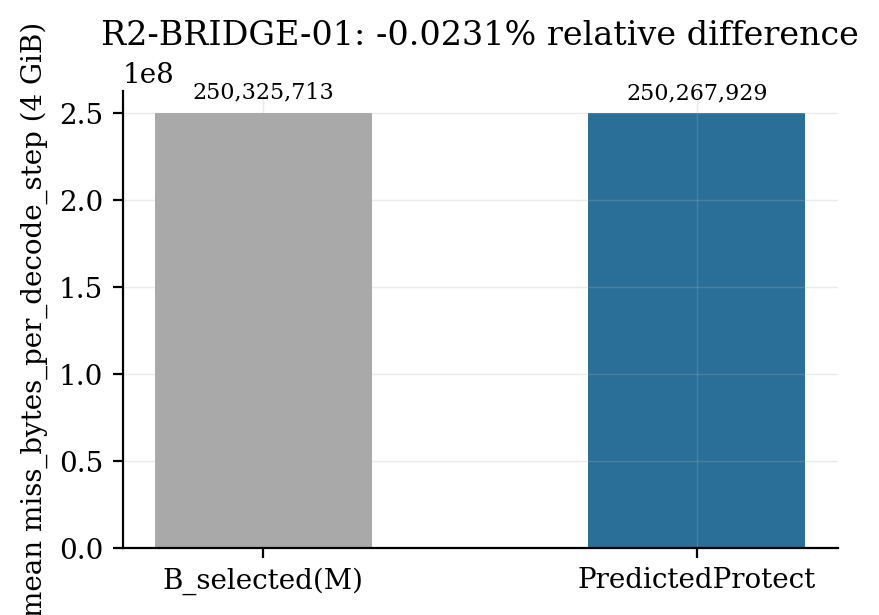 R2-BRIDGE-01: -0.0231% relative difference
1e8
250,325,713
250,267,929
mean miss_bytes_per_decode_step (4 GiB)
2.5
2.0
1.5
1.0
0.5
0.0
B_selected(M)
PredictedProtect